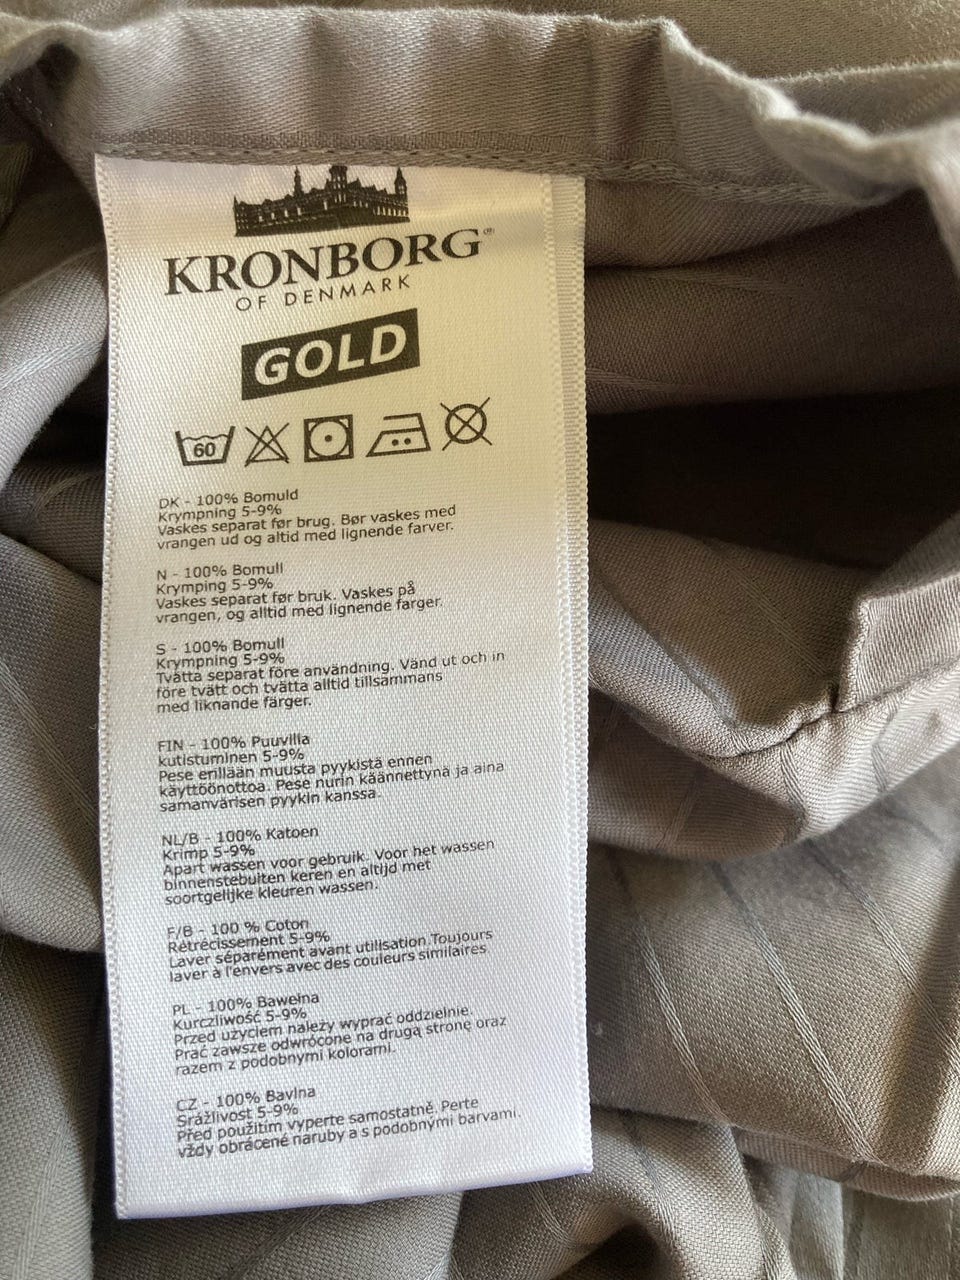 KRONBORG®
OF DENMARK
GOLD
60
DK - 100% Bomuld
Krympning 5-9%
Vaskes separat før brug. Bør vaskes med
vrangen ud og altid med lignende farver.
N - 100% Bomull
Krymping 5-9%
Vaskes separat før bruk. Vaskes på
vrangen, og alltid med lignende farger.
S - 100% Bomull
Krympning 5-9%
Tvätta separat före användning. Vänd ut och in
före tvätt och tvätta alltid tillsammans
med liknande färger.
FIN - 100% Puuvilla
kutistuminen 5-9%
Pese erillään muusta pyykistä ennen
käyttöönottoa. Pese nurin käännettynä ja aina
samanvärisen pyykin kanssa.
NL/B - 100% Katoen
Krimp 5-9%
Apart wassen voor gebruik. Voor het wassen
binnenstebuiten keren en altijd met
soortgelijke kleuren wassen.
F/B - 100 % Coton
Rétrécissement 5-9%
Laver séparément avant utilisation.Toujours
laver à l'envers avec des couleurs similaires
PL - 100% Bawełna
Kurczliwość 5-9%
Przed użyciem należy wyprać oddzielnie.
Prać zawsze odwrócone na drugą stronę oraz
razem z podobnymi kolorami.
CZ - 100% Bavlna
Srážlivost 5-9%
Před použitím vyperte samostatně. Perte
vždy obrácené naruby a s podobnými barvami.